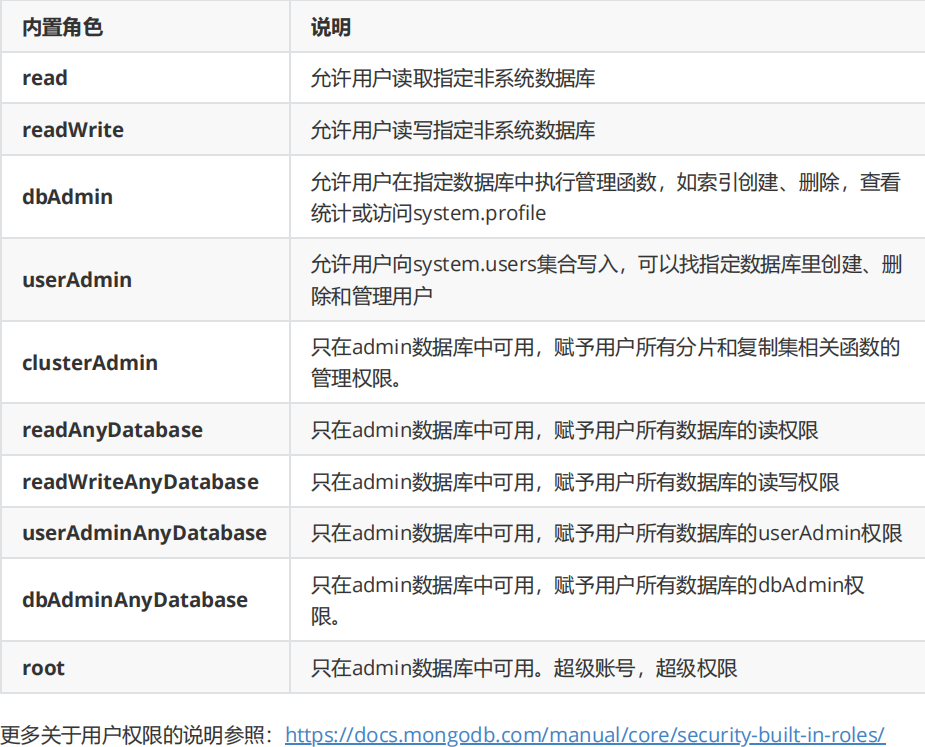 内置角色 说明
read 允许用户读取指定非系统数据库
readWrite 允许用户读写指定非系统数据库
dbAdmin 允许用户在指定数据库中执行管理函数，如索引创建、删除，查看
统计或访问system.profile
userAdmin 允许用户向system.users集合写入，可以找指定数据库里创建、删
除和管理用户
clusterAdmin 只在admin数据库中可用，赋予用户所有分片和复制集相关函数的
管理权限。
readAnyDatabase 只在admin数据库中可用，赋予用户所有数据库的读权限
readWriteAnyDatabase 只在admin数据库中可用，赋予用户所有数据库的读写权限
userAdminAnyDatabase 只在admin数据库中可用，赋予用户所有数据库的userAdmin权限
dbAdminAnyDatabase 只在admin数据库中可用，赋予用户所有数据库的dbAdmin权
限。
root 只在admin数据库中可用。超级账号，超级权限
更多关于用户权限的说明参照：https://docs.mongodb.com/manual/core/security-built-in-roles/